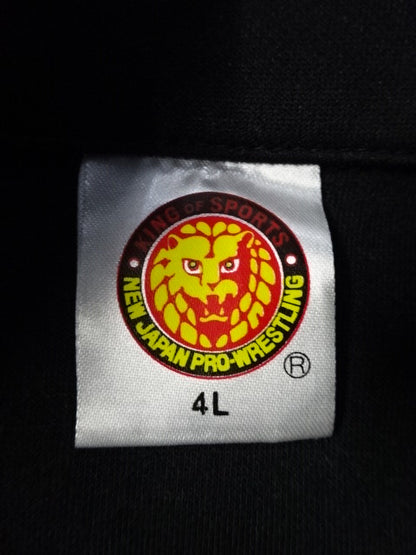 KING OF SPORTS
NEW JAPAN PRO-WRESTLING
®
4L